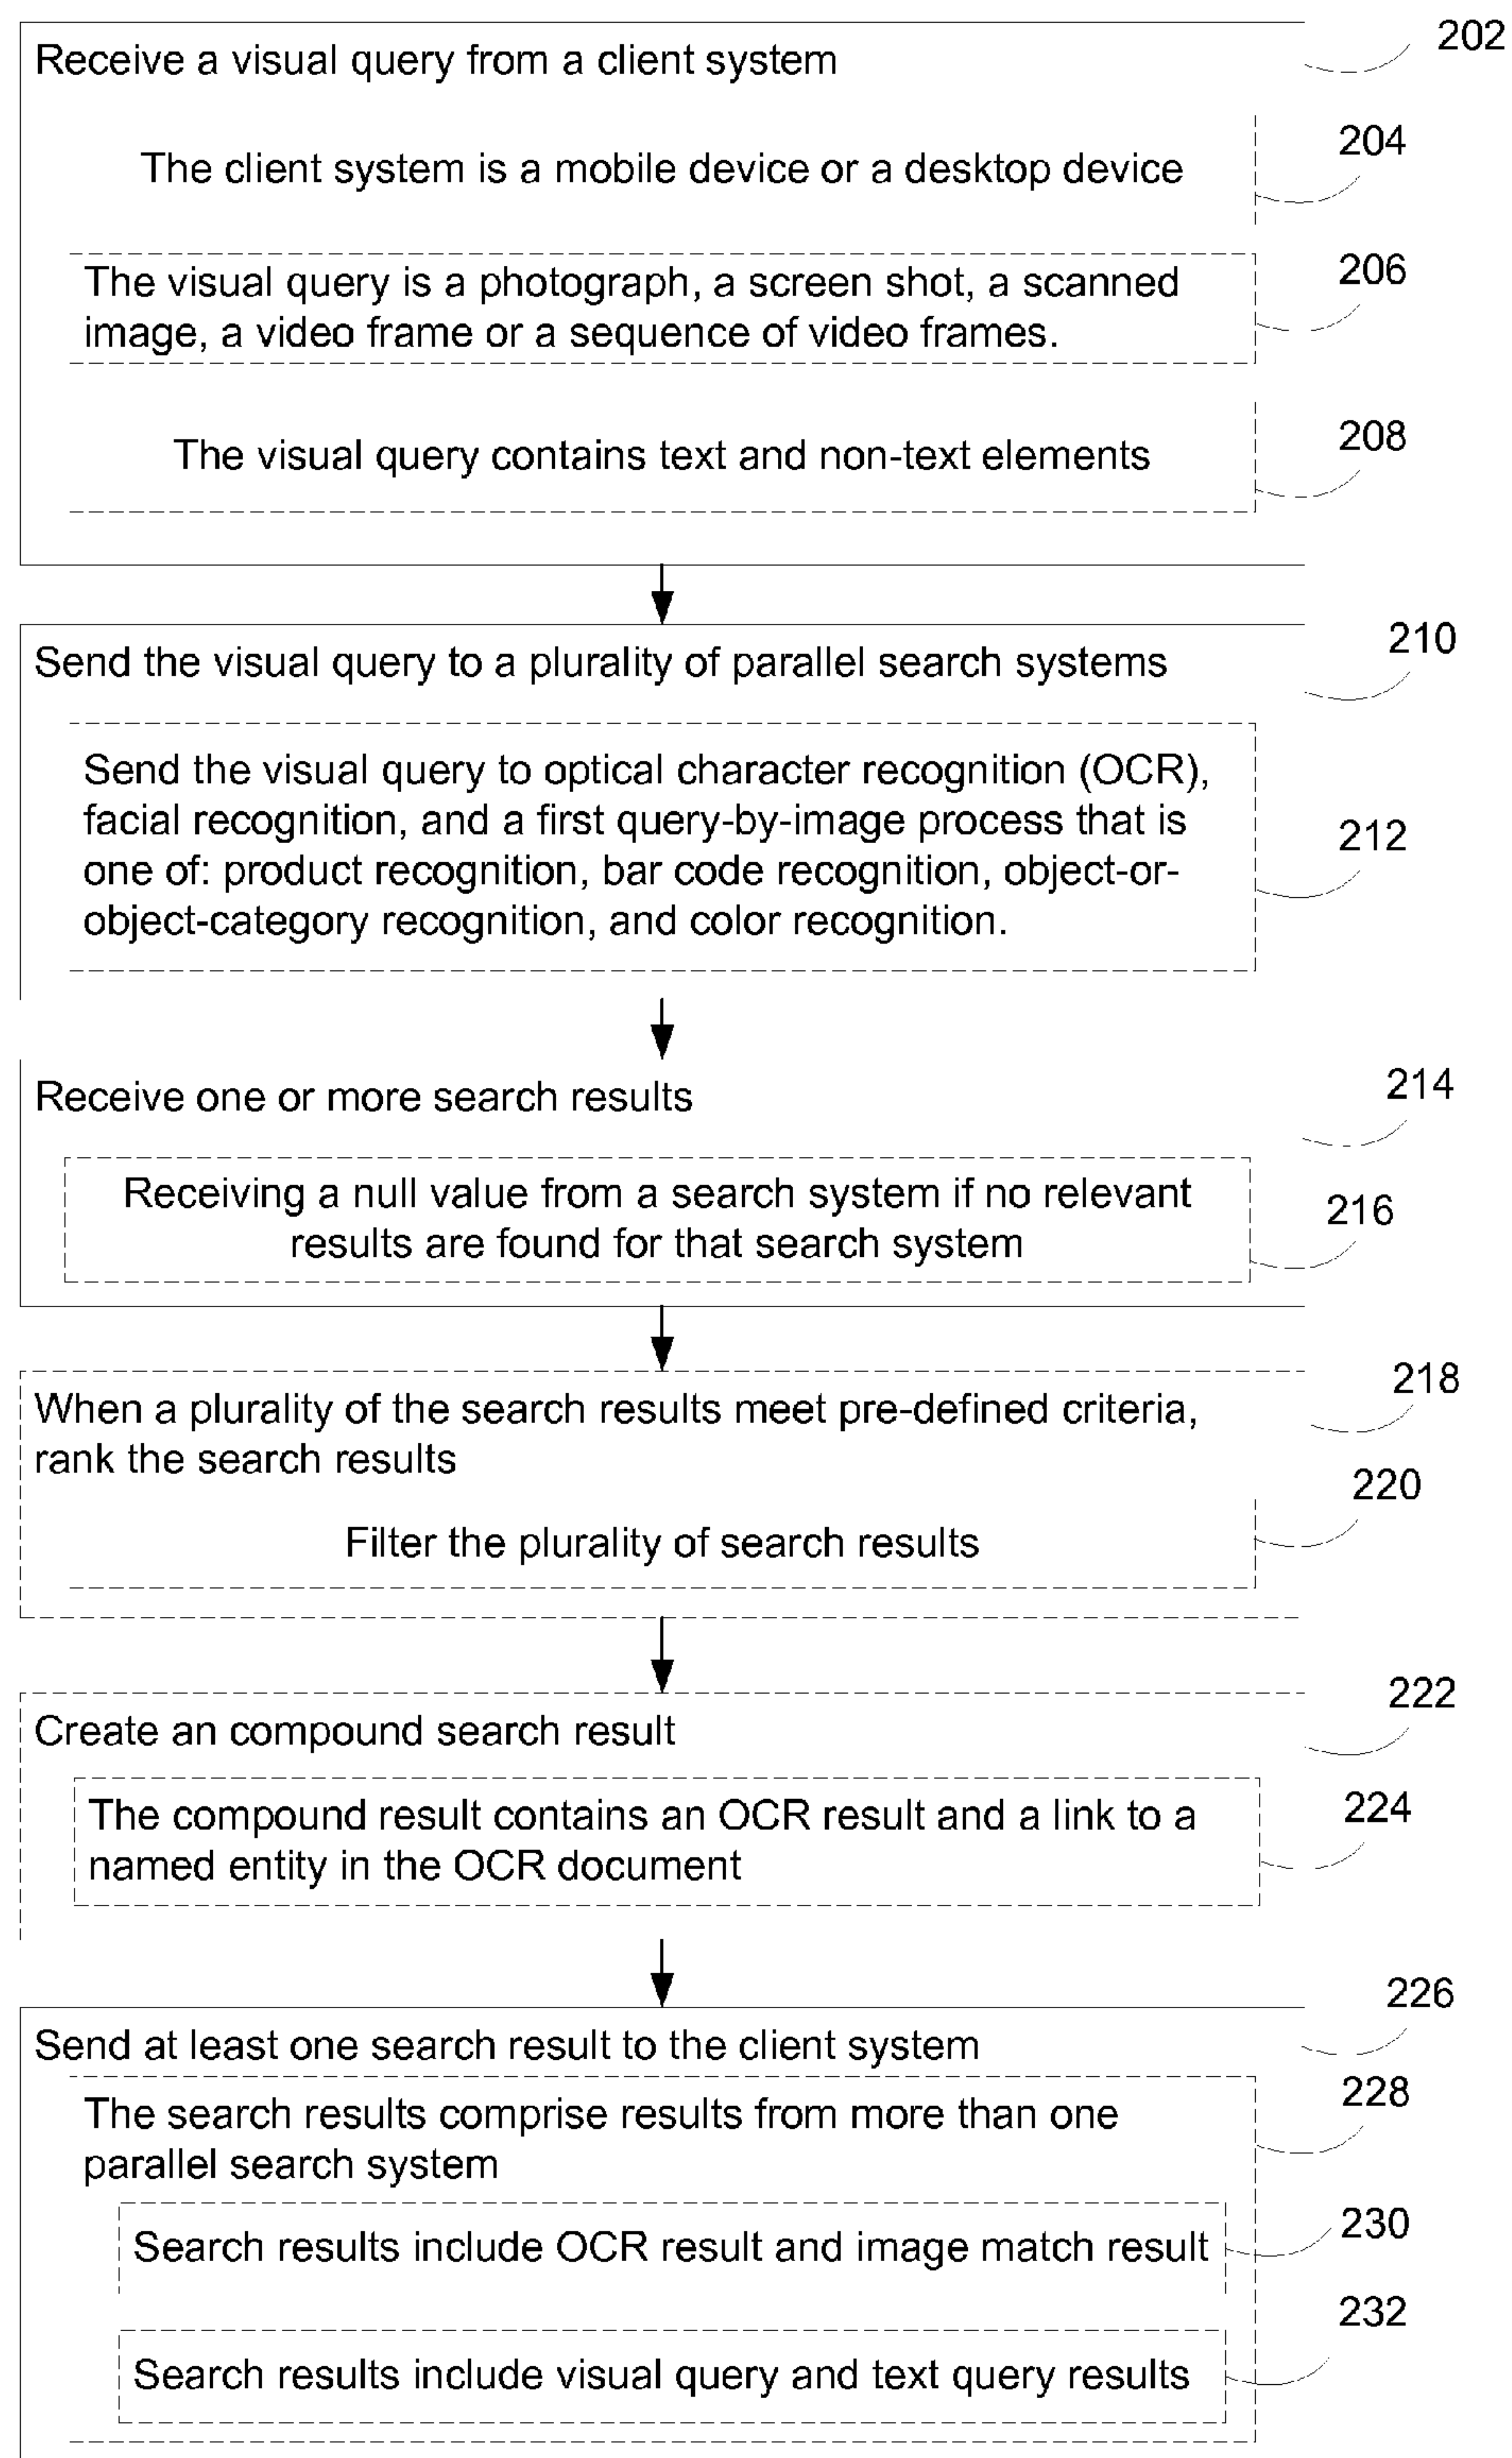 Receive a visual query from a client system
202
The client system is a mobile device or a desktop device
204
The visual query is a photograph, a screen shot, a scanned
image, a video frame or a sequence of video frames.
206
The visual query contains text and non-text elements
208
Send the visual query to a plurality of parallel search systems
210
Send the visual query to optical character recognition (OCR),
facial recognition, and a first query-by-image process that is
one of: product recognition, bar code recognition, object-or-
object-category recognition, and color recognition.
212
Receive one or more search results
214
Receiving a null value from a search system if no relevant
results are found for that search system
216
When a plurality of the search results meet pre-defined criteria,
rank the search results
218
Filter the plurality of search results
220
Create an compound search result
222
The compound result contains an OCR result and a link to a
named entity in the OCR document
224
Send at least one search result to the client system
226
The search results comprise results from more than one
parallel search system
228
Search results include OCR result and image match result
230
Search results include visual query and text query results
232